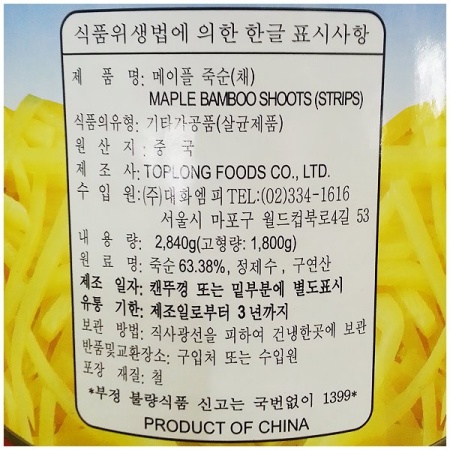 식품위생법에 의한 한글 표시사항
제 품 명: 메이플 죽순(채)
MAPLE BAMBOO SHOOTS (STRIPS)
식품의유형: 기타가공품(살균제품)
원 산 지: 중 국
제 조 사: TOPLONG FOODS CO., LTD.
수 입 원:(주)대화엠피 TEL:(02)334-1616
서울시 마포구 월드컵북로4길 53
내 용 량: 2,840g(고형량: 1,800g)
원 료 명: 죽순 63.38%, 정제수 , 구연산
제조 일자: 캔뚜껑 또는 밑부분에 별도표시
유통 기한: 제조일로부터 3년까지
보관 방법: 직사광선을 피하여 건냉한곳에 보관
반품및교환장소: 구입처 또는 수입원
포장 재질: 철
*부정 불량식품 신고는 국번없이 1399*
PRODUCT OF CHINA